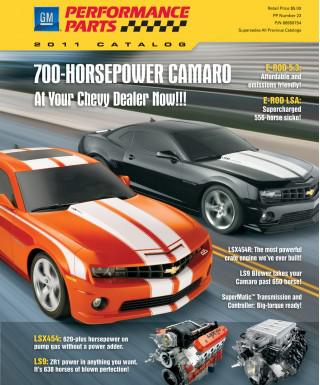 GM
PERFORMANCE
PARTS
2011 CATALOG
Retail Price $5.00
PP Number 23
P/N 88958754
Supersedes All Previous Catalogs
700-HORSEPOWER CAMARO
At Your Chevy Dealer Now!!!
E-ROD 5.3:
Affordable and
emissions friendly!
E-ROD LSA:
Supercharged
556-horse sicko!
LSX454R: The most powerful
crate engine we've ever built!
LS9 Blower takes your
Camaro past 650 horse!
SuperMatic™ Transmission and
Controller: Big-torque ready!
LSX454: 620-plus horsepower on
pump gas without a power adder.
LS9: ZR1 power in anything you want.
It's 638 horses of blown perfection!